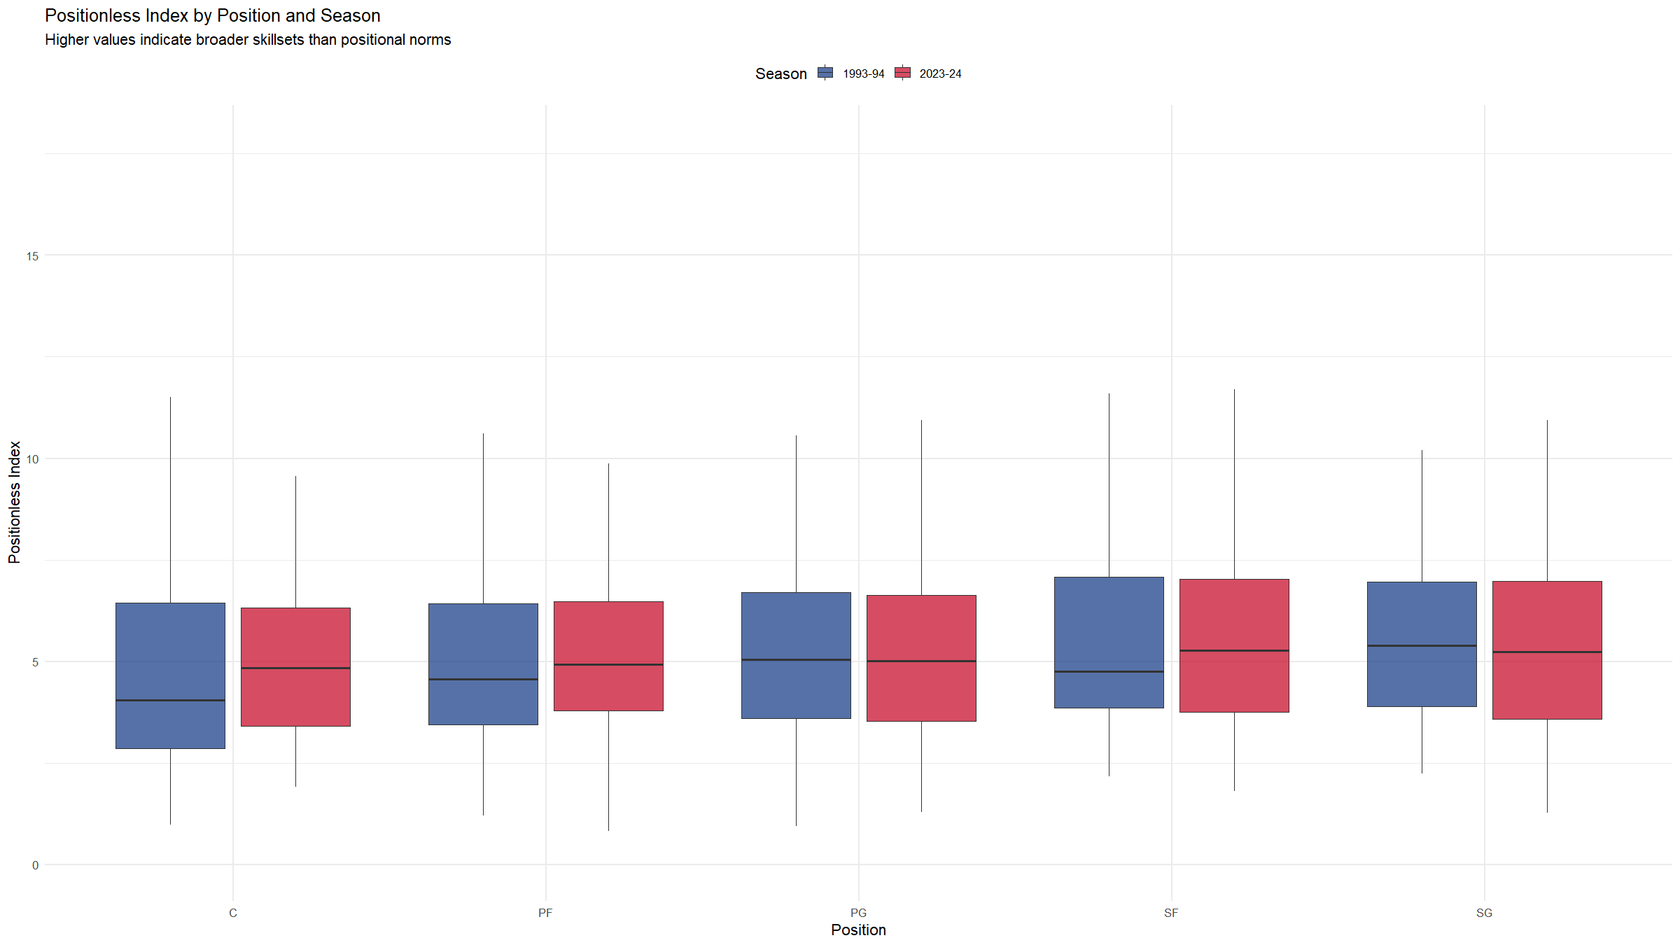 Positionless Index by Position and Season
Higher values indicate broader skillsets than positional norms
Season 1993-94 2023-24
15
10
5
0
Positionless Index
C PF PG SF SG
Position